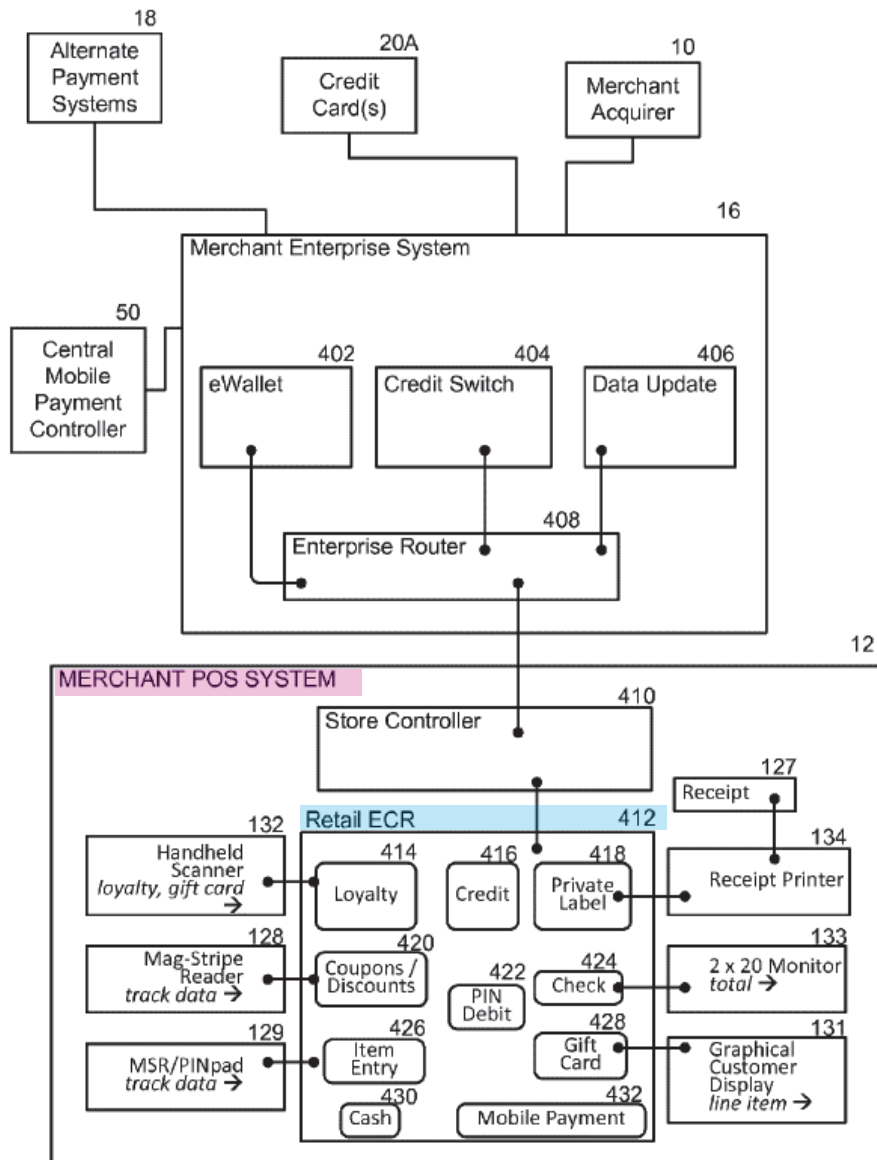 18
Alternate
Payment
Systems
20A
Credit
Card(s)
10
Merchant
Acquirer
16
Merchant Enterprise System
50
Central
Mobile
Payment
Controller
402
eWallet
404
Credit Switch
406
Data Update
408
Enterprise Router
12
MERCHANT POS SYSTEM
410
Store Controller
127
Receipt
Retail ECR 412
132
Handheld
Scanner
loyalty, gift card
→
414
Loyalty
416
Credit
418
Private
Label
134
Receipt Printer
128
Mag-Stripe
Reader
track data →
420
Coupons /
Discounts
422
PIN
Debit
424
Check
133
2 x 20 Monitor
total →
129
MSR/PINpad
track data →
426
Item
Entry
428
Gift
Card
131
Graphical
Customer
Display
line item →
430
Cash
432
Mobile Payment